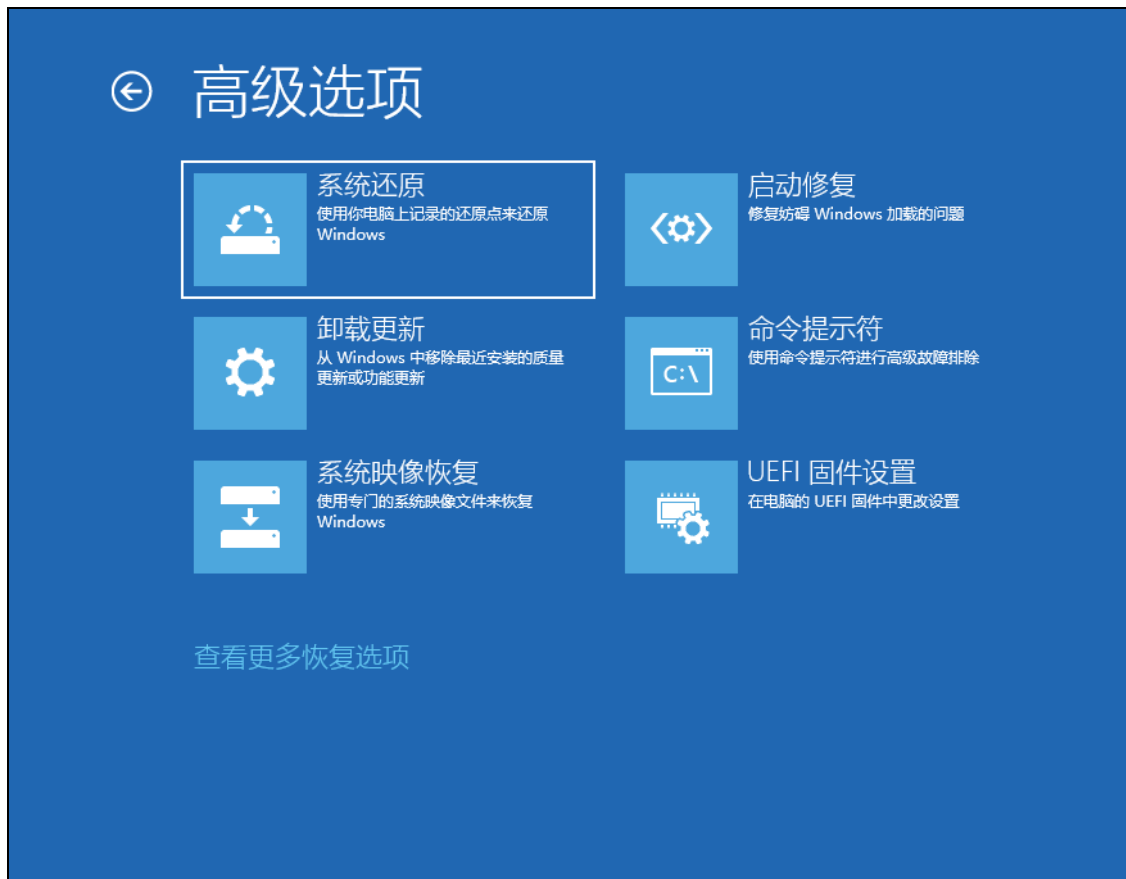 高级选项
系统还原
使用你电脑上记录的还原点来还原
Windows
启动修复
修复妨碍 Windows 加载的问题
卸载更新
从 Windows 中移除最近安装的质量
更新或功能更新
命令提示符
使用命令提示符进行高级故障排除
C:\
系统映像恢复
使用专门的系统映像文件来恢复
Windows
UEFI 固件设置
在电脑的 UEFI 固件中更改设置
查看更多恢复选项